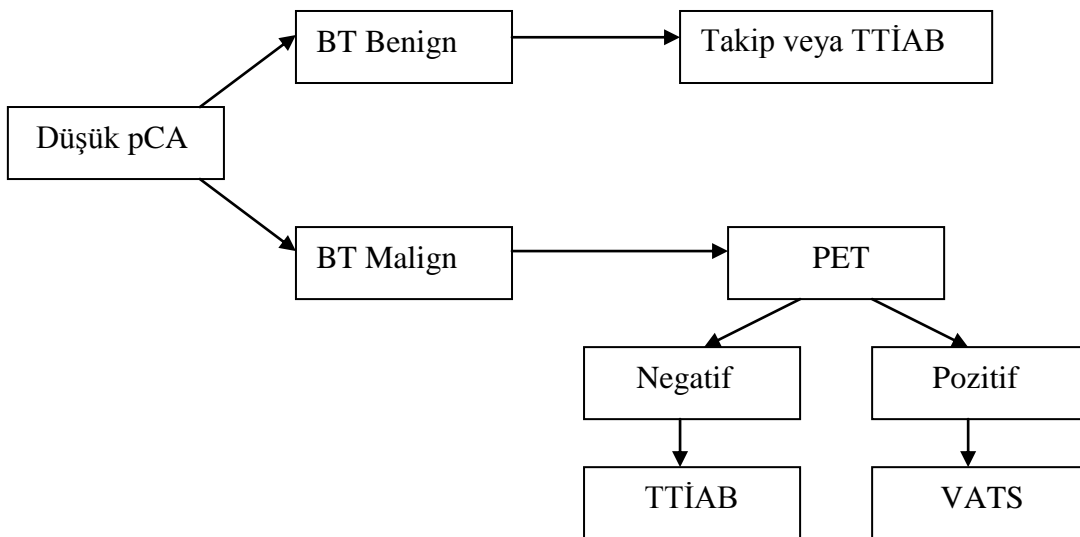 BT Benign
Takip veya TTİAB
Düşük pCA
BT Malign
PET
Negatif
Pozitif
TTİAB
VATS